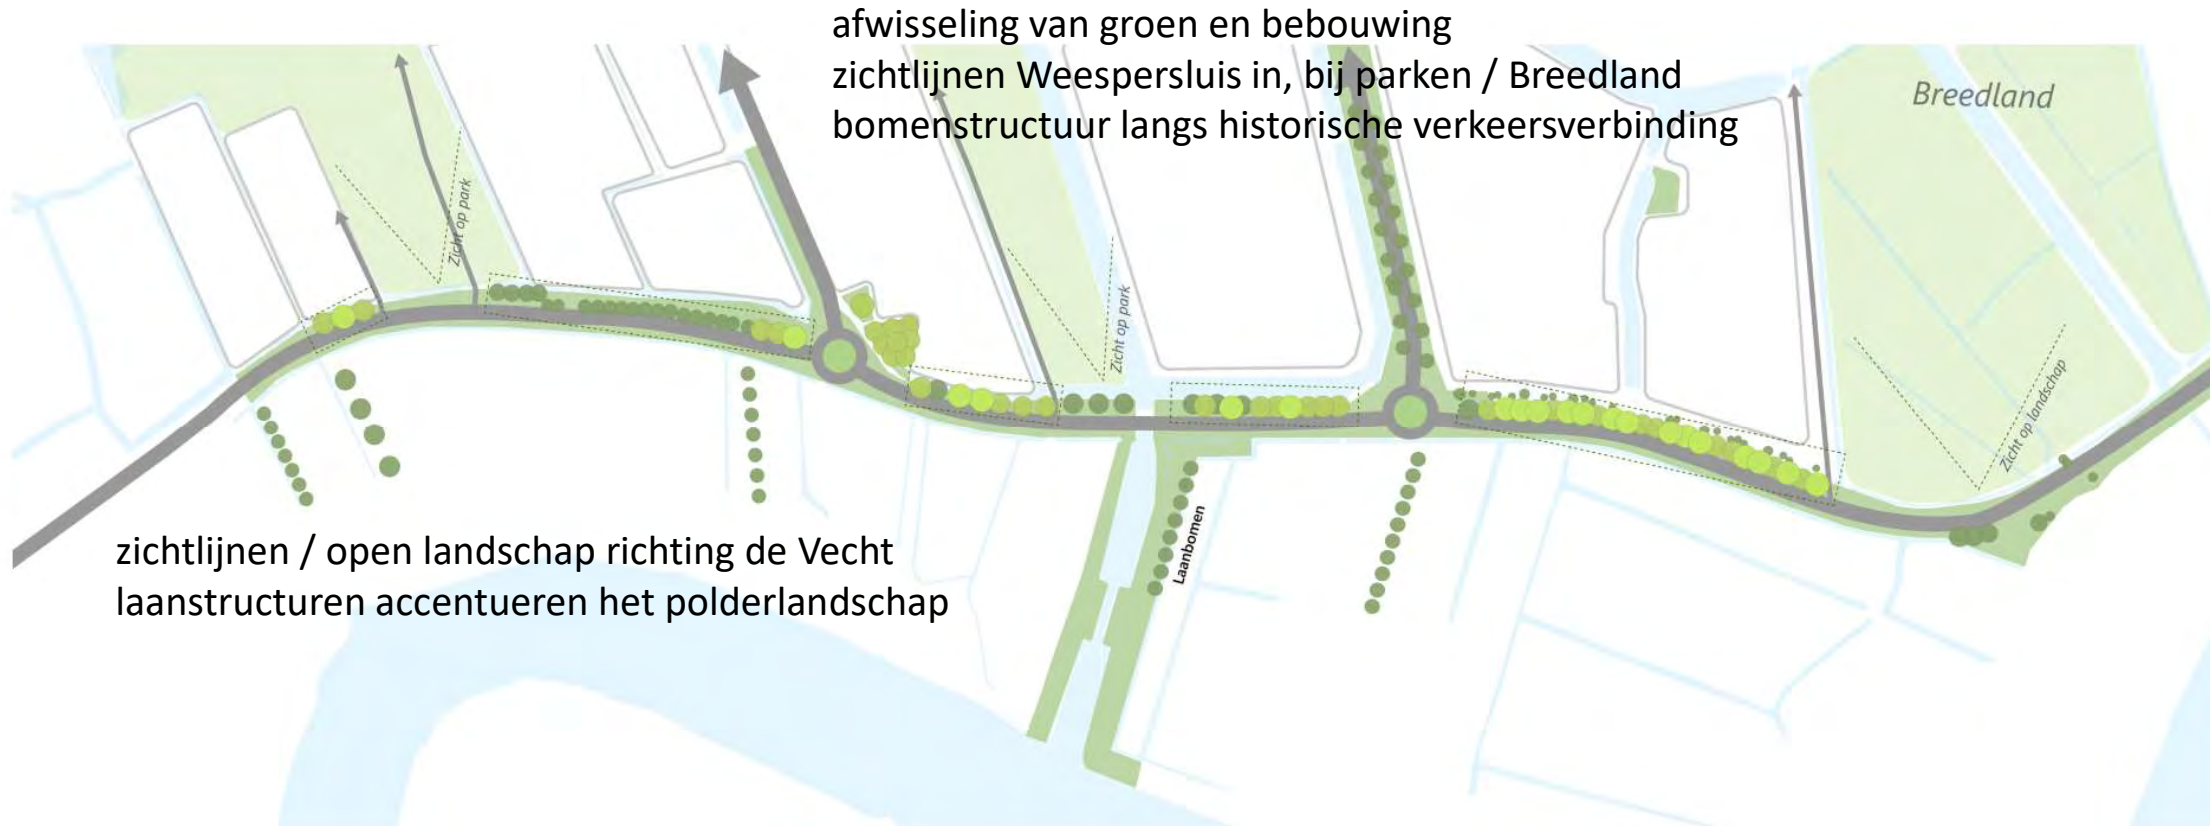 afwisseling van groen en bebouwing
zichtlijnen Weespersluis in, bij parken / Breedland
bomenstructuur langs historische verkeersverbinding
Breedland
Zicht op park
Zicht op park
Zicht op landschap
Laanbomen
zichtlijnen / open landschap richting de Vecht
laanstructuren accentueren het polderlandschap